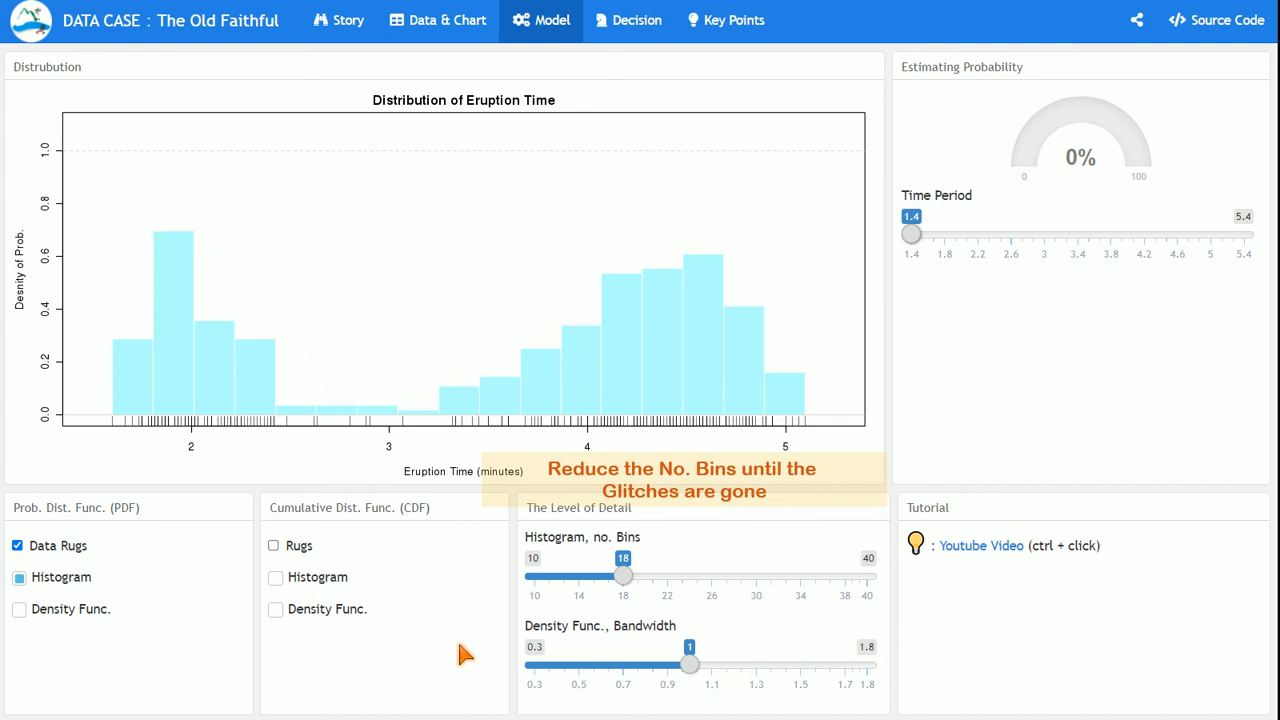 DATA CASE : The Old Faithful
Story
Data & Chart
Model
Decision
Key Points
Source Code
Distrubution
Distribution of Eruption Time
Desnity of Prob.
1.0
0.8
0.6
0.4
0.2
0.0
2 3 4 5
Eruption Time (minutes)
Reduce the No. Bins until the
Glitches are gone
Estimating Probability
0%
0 100
Time Period
1.4 5.4
1.4 1.8 2.2 2.6 3 3.4 3.8 4.2 4.6 5 5.4
Prob. Dist. Func. (PDF)
Data Rugs
Histogram
Density Func.
Cumulative Dist. Func. (CDF)
Rugs
Histogram
Density Func.
The Level of Detail
Histogram, no. Bins
10 18 40
10 14 18 22 26 30 34 38 40
Density Func., Bandwidth
0.3 1 1.8
0.3 0.5 0.7 0.9 1.1 1.3 1.5 1.7 1.8
Tutorial
: Youtube Video (ctrl + click)